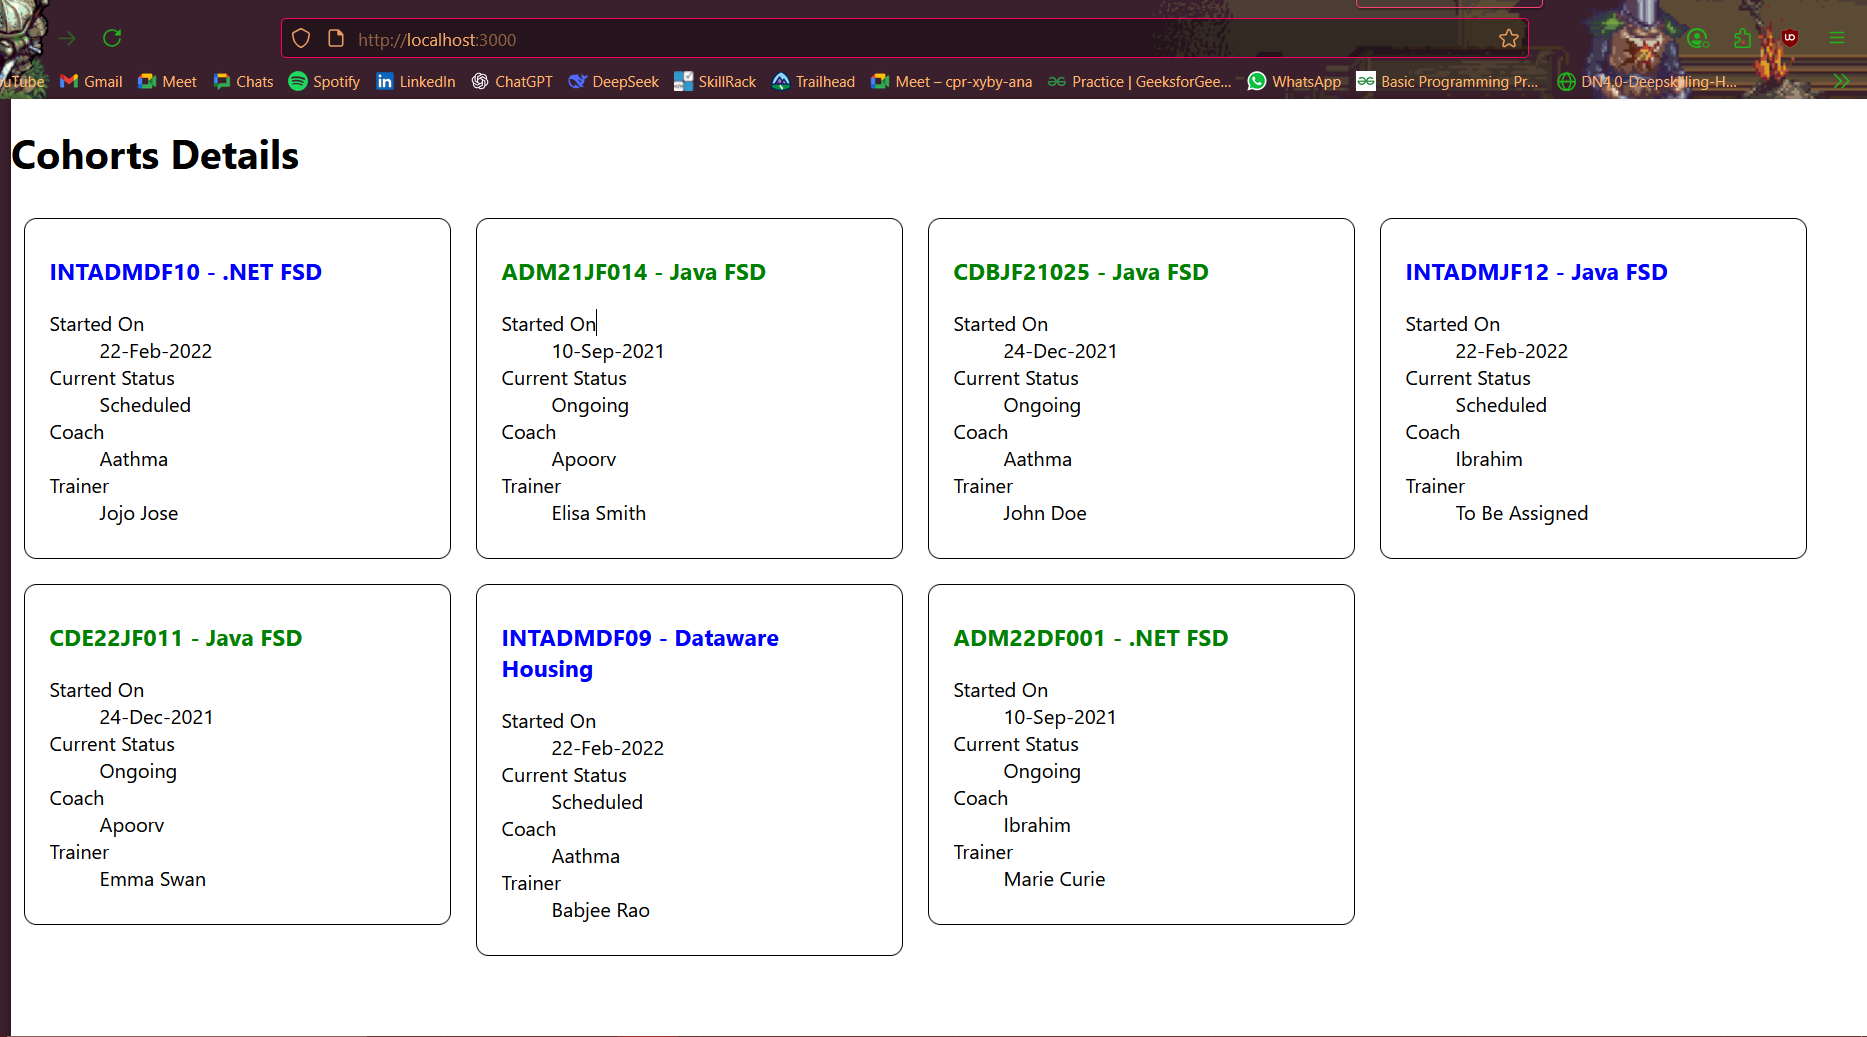 http://localhost:3000
uTube Gmail Meet Chats Spotify LinkedIn ChatGPT DeepSeek SkillRack Trailhead Meet – cpr-xyby-ana Practice | GeeksforGee... WhatsApp Basic Programming Pr... DN4.0-Deepskilling-H...
Cohorts Details
INTADMDF10 - .NET FSD
Started On
22-Feb-2022
Current Status
Scheduled
Coach
Aathma
Trainer
Jojo Jose
ADM21JF014 - Java FSD
Started On
10-Sep-2021
Current Status
Ongoing
Coach
Apoorv
Trainer
Elisa Smith
CDBJF21025 - Java FSD
Started On
24-Dec-2021
Current Status
Ongoing
Coach
Aathma
Trainer
John Doe
INTADMJF12 - Java FSD
Started On
22-Feb-2022
Current Status
Scheduled
Coach
Ibrahim
Trainer
To Be Assigned
CDE22JF011 - Java FSD
Started On
24-Dec-2021
Current Status
Ongoing
Coach
Apoorv
Trainer
Emma Swan
INTADMDF09 - Dataware
Housing
Started On
22-Feb-2022
Current Status
Scheduled
Coach
Aathma
Trainer
Babjee Rao
ADM22DF001 - .NET FSD
Started On
10-Sep-2021
Current Status
Ongoing
Coach
Ibrahim
Trainer
Marie Curie